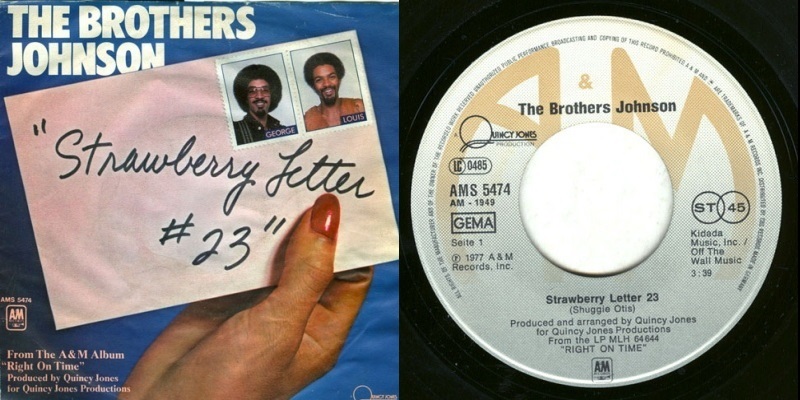 THE BROTHERS
JOHNSON
GEORGE
LOUIS
"Strawberry Letter
#23"
AMS 5474
A&M
From The A&M Album
"Right On Time"
Produced by Quincy Jones
for Quincy Jones Productions
QUINCY JONES
A & M
The Brothers Johnson
QUINCY JONES
PRODUCTION
LC 0485
AMS 5474
AM - 1949
GEMA
Seite 1
℗ 1977 A & M
Records, Inc.
ST 45
Kidada
Music, Inc. /
Off The
Wall Music
3 : 39
Strawberry Letter 23
(Shuggie Otis)
Produced and arranged by Quincy Jones
for Quincy Jones Productions
From the LP MLH 64644
"RIGHT ON TIME"
A&M